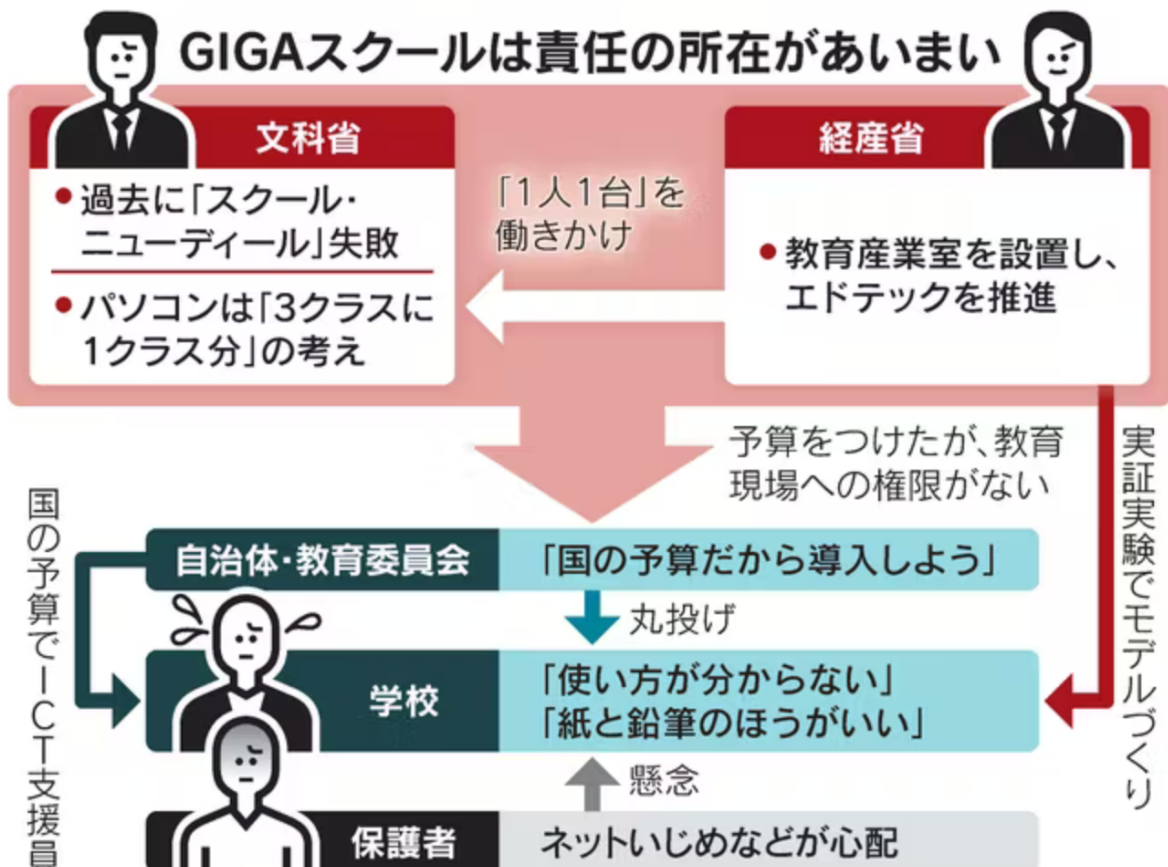 GIGAスクールは責任の所在があいまい
文科省
●過去に「スクール・
ニューディール」失敗
●パソコンは「3クラスに
1クラス分」の考え
「1人1台」を
働きかけ
経産省
●教育産業室を設置し、
エドテックを推進
予算をつけたが、教育
現場への権限がない
実証実験でモデルづくり
国の予算でICT支援員
自治体・教育委員会
「国の予算だから導入しよう」
丸投げ
学校
「使い方が分からない」
「紙と鉛筆のほうがいい」
懸念
保護者
ネットいじめなどが心配